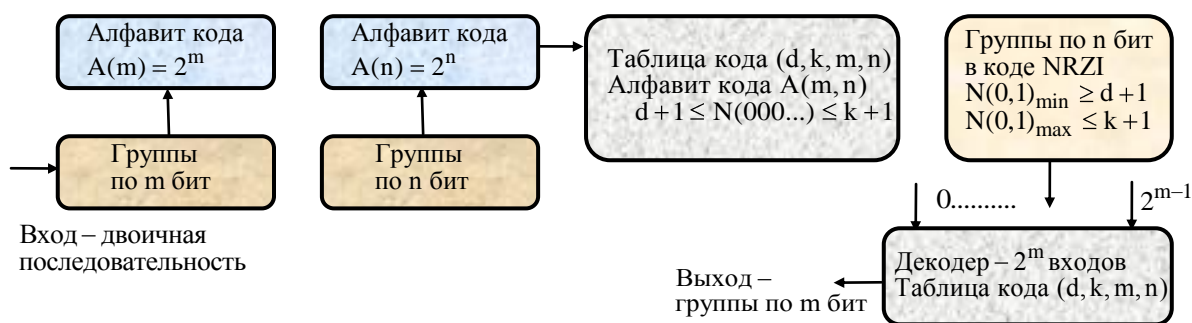 Алфавит кода
A(m) = 2^m
Группы
по m бит
Вход – двоичная
последовательность
Алфавит кода
A(n) = 2^n
Группы
по n бит
Таблица кода (d, k, m, n)
Алфавит кода A(m, n)
d + 1 ≤ N(000...) ≤ k + 1
Группы по n бит
в коде NRZI
N(0,1)min ≥ d + 1
N(0,1)max ≤ k + 1
0.......... 2^m–1
Декодер – 2^m входов
Таблица кода (d, k, m, n)
Выход –
группы по m бит